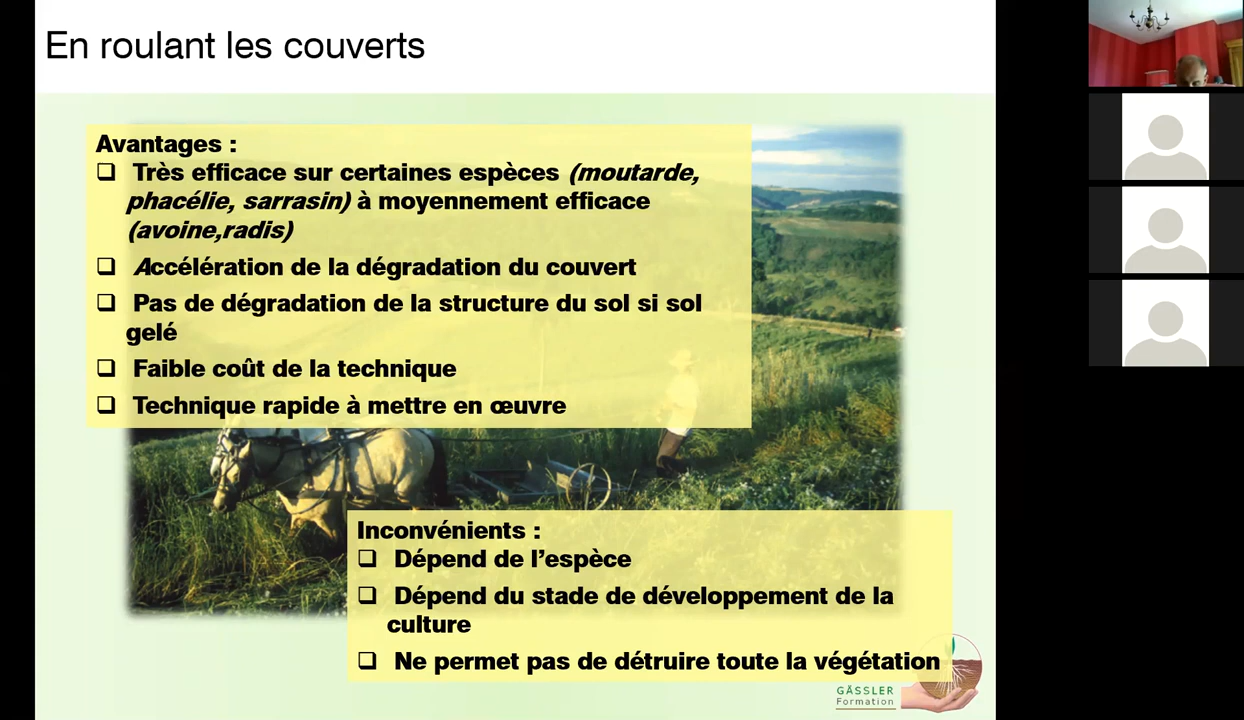 En roulant les couverts
Avantages :
❑ Très efficace sur certaines espèces (moutarde,
phacélie, sarrasin) à moyennement efficace
(avoine,radis)
❑ Accélération de la dégradation du couvert
❑ Pas de dégradation de la structure du sol si sol
gelé
❑ Faible coût de la technique
❑ Technique rapide à mettre en œuvre
Inconvénients :
❑ Dépend de l’espèce
❑ Dépend du stade de développement de la
culture
❑ Ne permet pas de détruire toute la végétation
GÄSSLER
Formation